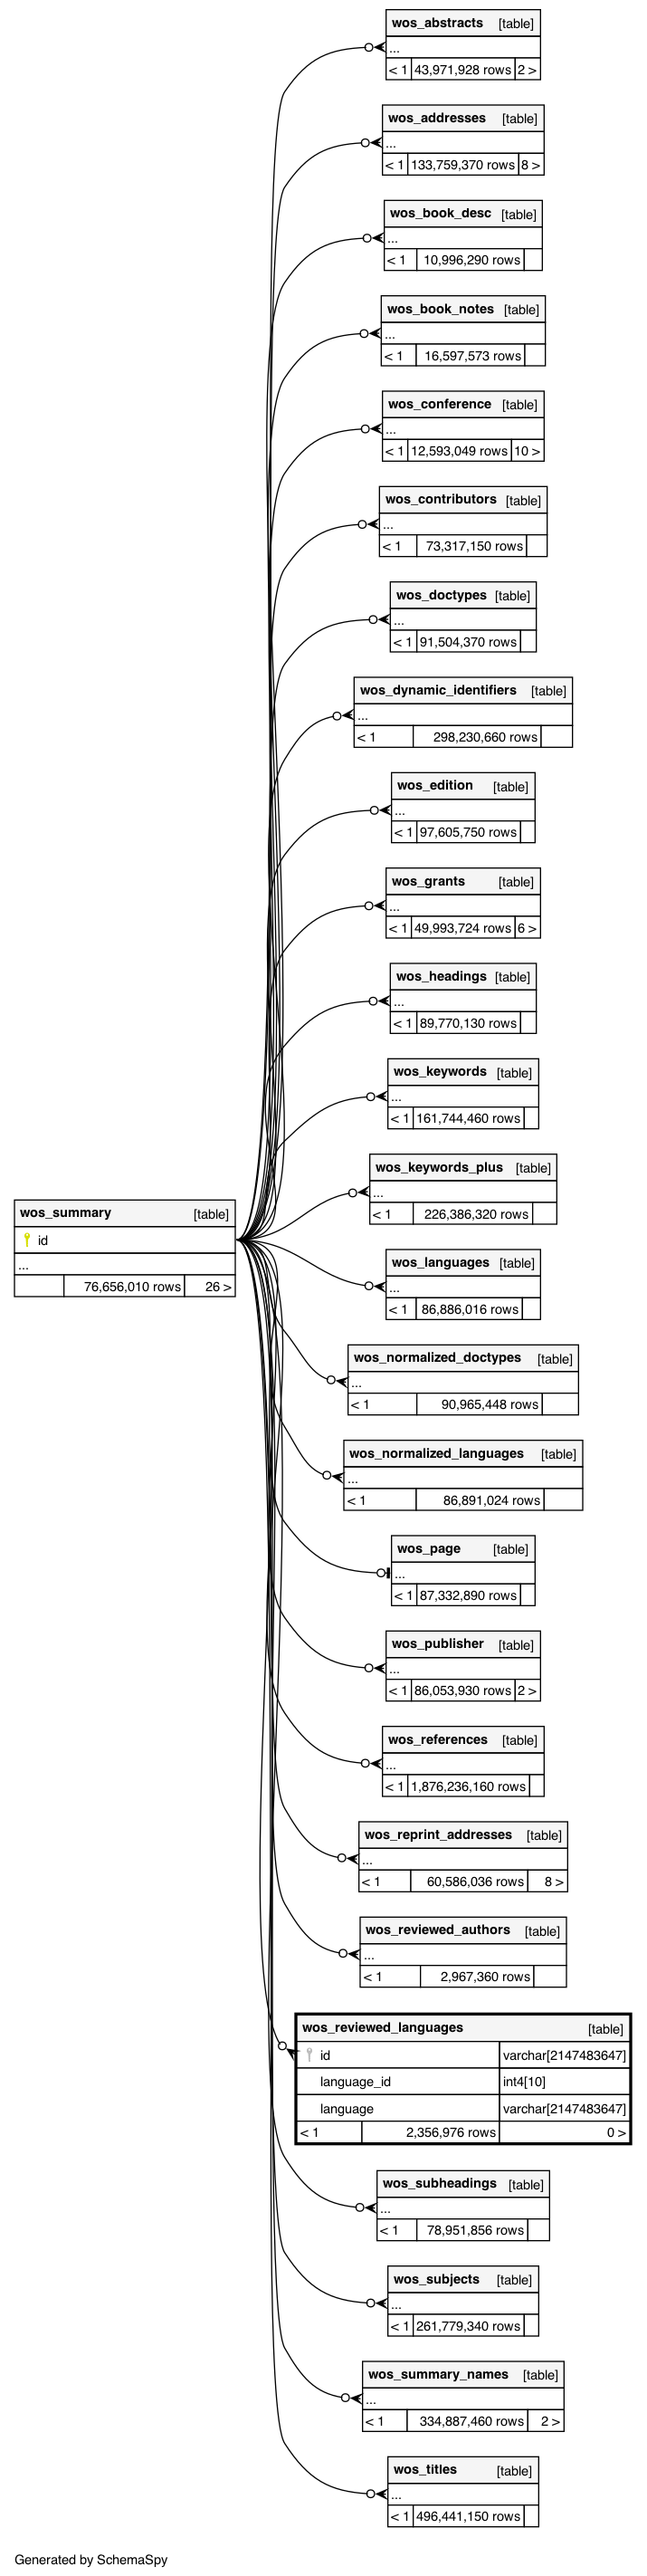 wos_abstracts [table]
...
< 1 43,971,928 rows 2 >
wos_addresses [table]
...
< 1 133,759,370 rows 8 >
wos_book_desc [table]
...
< 1 10,996,290 rows
wos_book_notes [table]
...
< 1 16,597,573 rows
wos_conference [table]
...
< 1 12,593,049 rows 10 >
wos_contributors [table]
...
< 1 73,317,150 rows
wos_doctypes [table]
...
< 1 91,504,370 rows
wos_dynamic_identifiers [table]
...
< 1 298,230,660 rows
wos_edition [table]
...
< 1 97,605,750 rows
wos_grants [table]
...
< 1 49,993,724 rows 6 >
wos_headings [table]
...
< 1 89,770,130 rows
wos_keywords [table]
...
< 1 161,744,460 rows
wos_keywords_plus [table]
...
< 1 226,386,320 rows
wos_summary [table]
id
...
76,656,010 rows 26 >
wos_languages [table]
...
< 1 86,886,016 rows
wos_normalized_doctypes [table]
...
< 1 90,965,448 rows
wos_normalized_languages [table]
...
< 1 86,891,024 rows
wos_page [table]
...
< 1 87,332,890 rows
wos_publisher [table]
...
< 1 86,053,930 rows 2 >
wos_references [table]
...
< 1 1,876,236,160 rows
wos_reprint_addresses [table]
...
< 1 60,586,036 rows 8 >
wos_reviewed_authors [table]
...
< 1 2,967,360 rows
wos_reviewed_languages [table]
id varchar[2147483647]
language_id int4[10]
language varchar[2147483647]
< 1 2,356,976 rows 0 >
wos_subheadings [table]
...
< 1 78,951,856 rows
wos_subjects [table]
...
< 1 261,779,340 rows
wos_summary_names [table]
...
< 1 334,887,460 rows 2 >
wos_titles [table]
...
< 1 496,441,150 rows
Generated by SchemaSpy